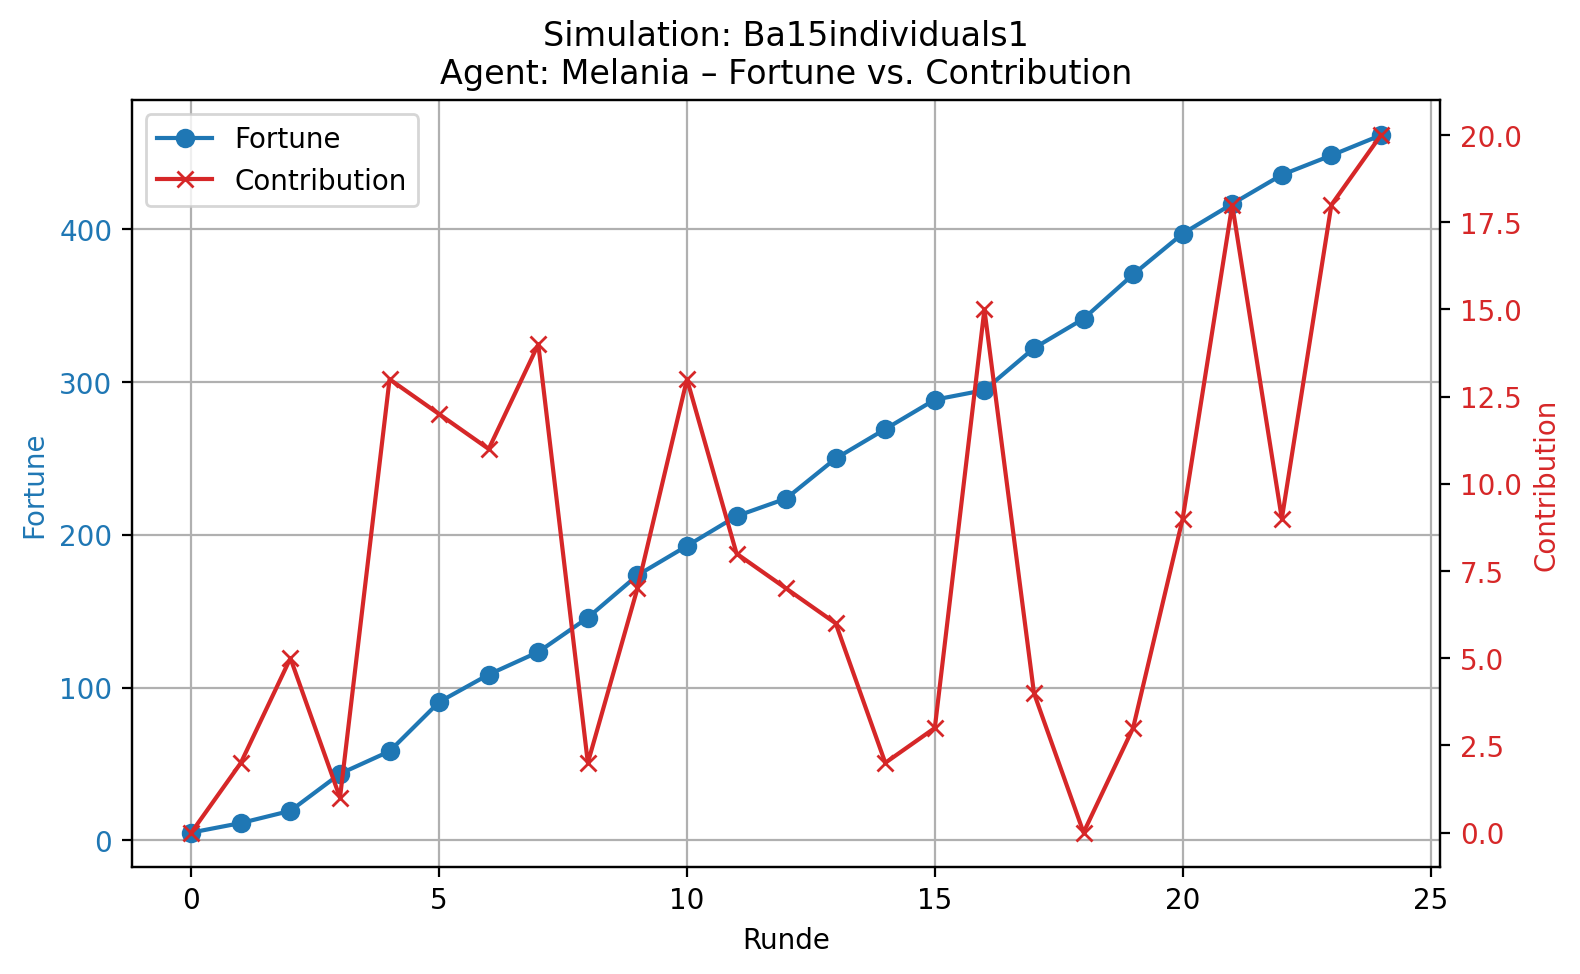 Simulation: Ba15individuals1
Agent: Melania – Fortune vs. Contribution
Fortune
Contribution
400
300
200
100
0
Fortune
20.0
17.5
15.0
12.5
10.0
7.5
5.0
2.5
0.0
Contribution
0 5 10 15 20 25
Runde